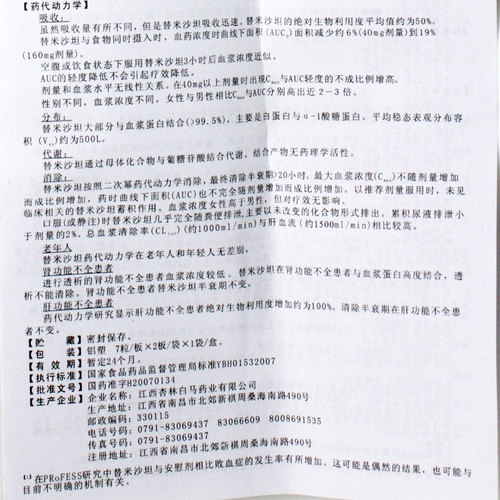 【药代动力学】
吸收:
虽然吸收量有所不同，但是替米沙坦吸收迅速。替米沙坦的绝对生物利用度平均值约为50%。
替米沙坦与食物同时摄入时，血药浓度时曲线下面积(AUC₀)面积减少约6%(40mg剂量)到19%
(160mg剂量)。
空腹或饮食状态下服用替米沙坦3小时后血浆浓度近似。
AUC的轻度降低不会引起疗效降低。
剂量和血浆水平无线性关系。在40mg以上剂量时出现Cmax与AUC轻度的不成比例增高。
性别不同，血浆浓度不同。女性与男性相比Cmax与AUC分别高出近2－3倍。
分布:
替米沙坦大部分与血浆蛋白结合(>99.5%)，主要是白蛋白与α-1酸糖蛋白。平均稳态表观分布容
积 (Vss)约为500L。
代谢:
替米沙坦通过母体化合物与葡糖苷酸结合代谢。结合产物无药理学活性。
消除:
替米沙坦按照二次幂药代动力学消除，最终清除半衰期>20小时。最大血浆浓度(Cmax)不随剂量增加
而成比例增加，药时曲线下面积(AUC)也不完全随剂量增加而成比例增加。以推荐剂量服用时，未见
临床相关的替米沙坦蓄积作用。血浆浓度女性高于男性，但对疗效无影响。
口服(或静注)时替米沙坦几乎完全随粪便排泄,主要以未改变的化合物形式排出。累积尿液排泄小
于剂量的2%。总血浆清除率(CLtot)(约1000ml/min)与肝血流(约1500ml/min)相比较高。
老年人
替米沙坦药代动力学在老年人和年轻人无差别。
肾功能不全患者
进行透析的肾功能不全患者血浆浓度较低。替米沙坦在肾功能不全患者与血浆蛋白高度结合，透
析不能清除。肾功能不全患者替米沙坦半衰期不变。
肝功能不全患者
药代动力学研究显示肝功能不全患者绝对生物利用度增加约为100%。清除半衰期在肝功能不全患
者不变。
【贮 藏】密封保存。
【包 装】铝塑 7粒/板×2板/袋×1袋/盒。
【有 效 期】暂定24个月。
【执行标准】国家食品药品监督管理局标准YBH01532007
【批准文号】国药准字H20070134
【生产企业】企业名称：江西杏林白马药业有限公司
生产地址：江西省南昌市北郊新祺周桑海南路490号
邮政编码：330115
电话号码：0791-83069437 83066609 8008691535
传真号码：0791-83069437
注册地址：江西省南昌市北郊新祺周桑海南路490号
[1]在PRoFESS研究中替米沙坦与安慰剂相比败血症的发生率有所增加。这可能是偶然的结果，也可能与
目前不明确的机制有关。